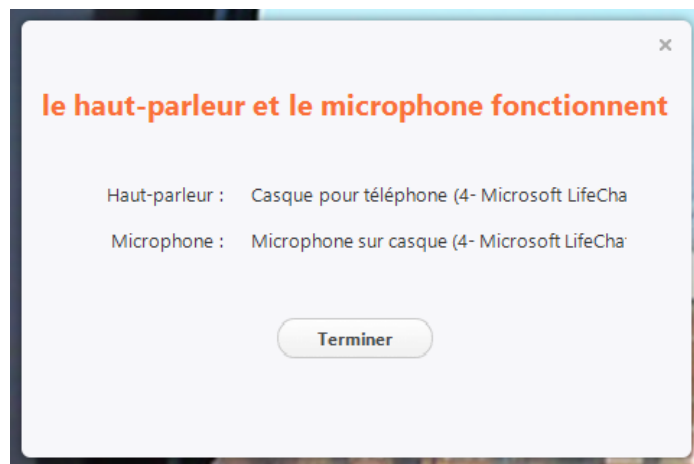 le haut-parleur et le microphone fonctionnent
Haut-parleur : Casque pour téléphone (4- Microsoft LifeCha
Microphone : Microphone sur casque (4- Microsoft LifeCha
Terminer